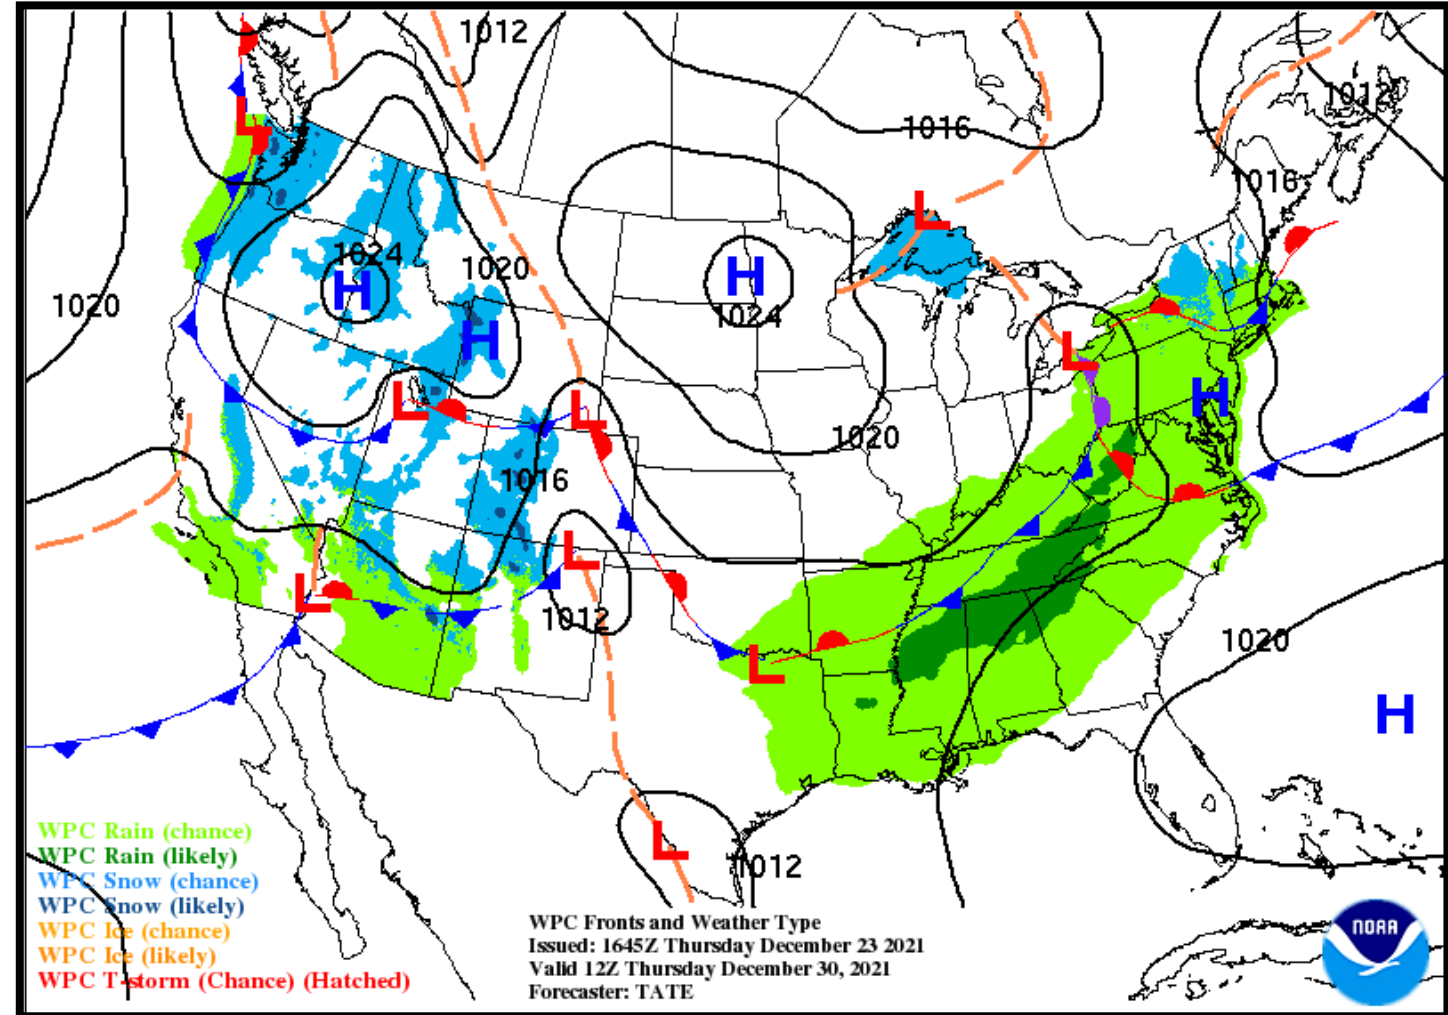 1012
1012
1016
1016
1024
1020
1020
1024
1020
1016
1012
1020
1012
H
H
H
H
H
L
L
L
L
L
L
L
L
L
WPC Rain (chance)
WPC Rain (likely)
WPC Snow (chance)
WPC Snow (likely)
WPC Ice (chance)
WPC Ice (likely)
WPC T-storm (Chance) (Hatched)
WPC Fronts and Weather Type
Issued: 1645Z Thursday December 23 2021
Valid 12Z Thursday December 30, 2021
Forecaster: TATE
NOAA